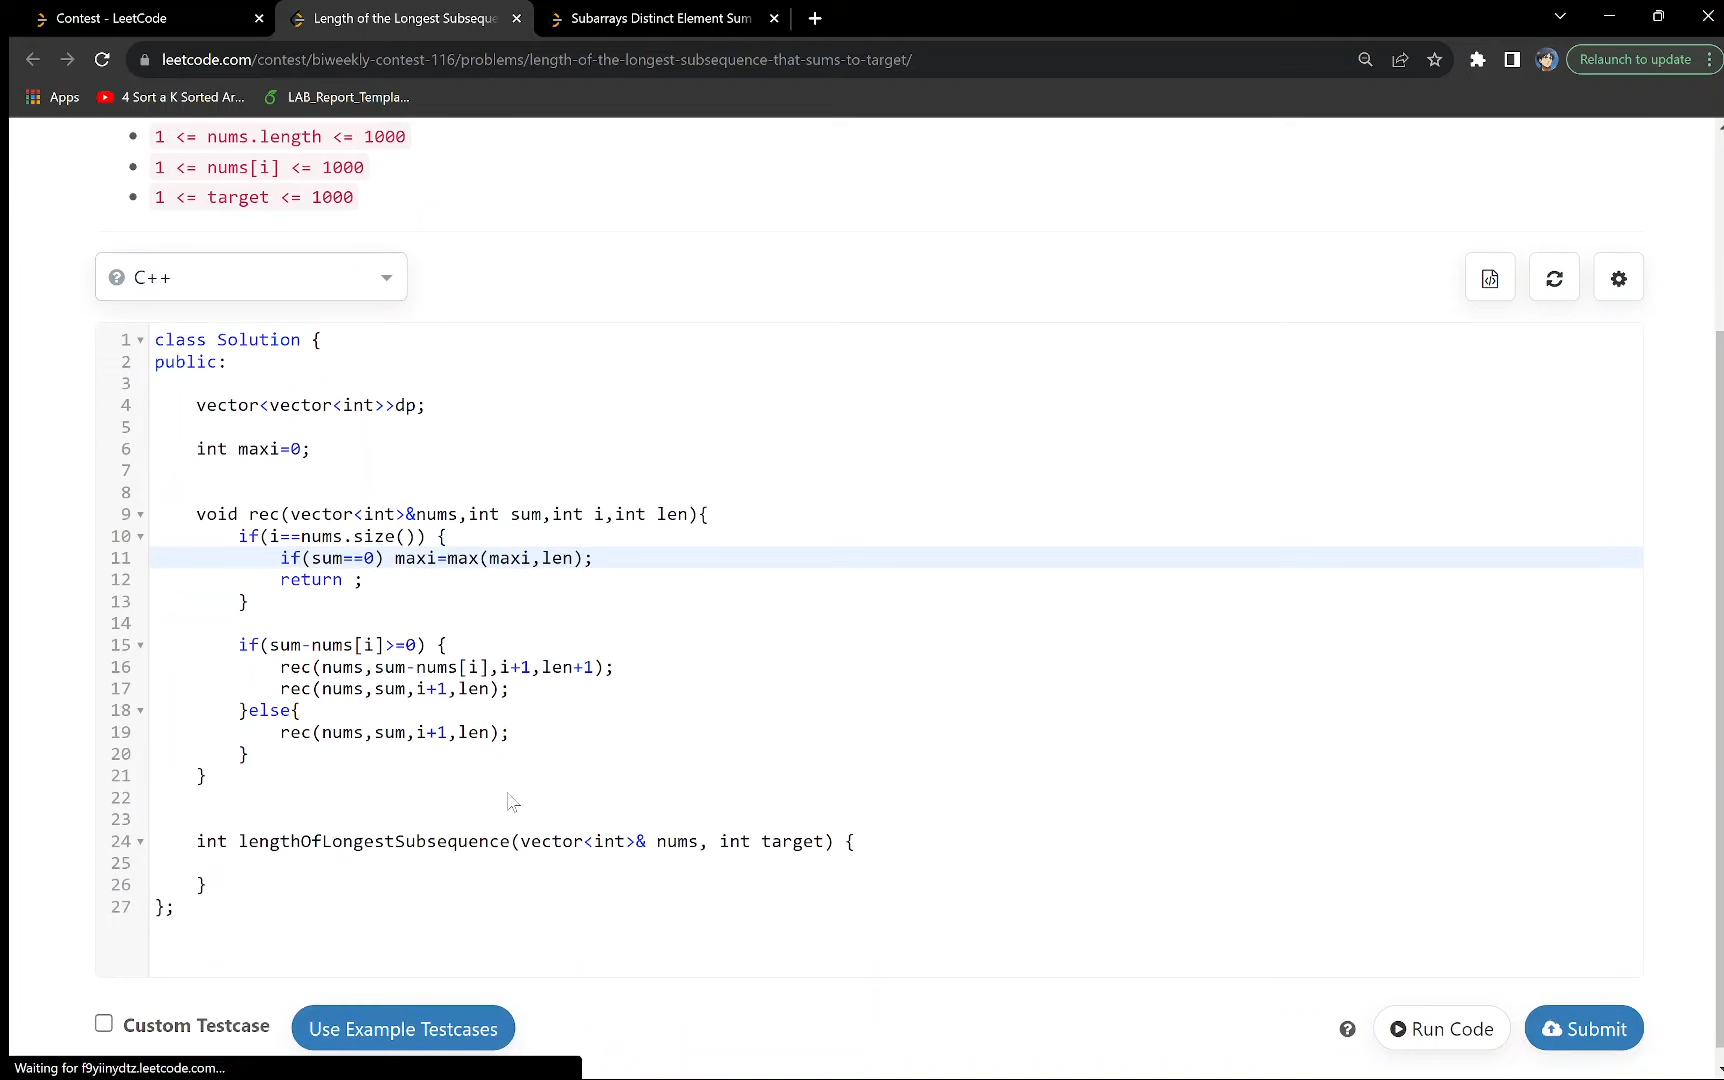 Contest - LeetCode
Length of the Longest Subseque
Subarrays Distinct Element Sum
leetcode.com/contest/biweekly-contest-116/problems/length-of-the-longest-subsequence-that-sums-to-target/
Relaunch to update
Apps
4 Sort a K Sorted Ar...
LAB_Report_Templa...
1 <= nums.length <= 1000
1 <= nums[i] <= 1000
1 <= target <= 1000
C++
1 class Solution {
2 public:
3
4 vector<vector<int>>dp;
5
6 int maxi=0;
7
8
9 void rec(vector<int>&nums,int sum,int i,int len){
10 if(i==nums.size()) {
11 if(sum==0) maxi=max(maxi,len);
12 return ;
13 }
14
15 if(sum-nums[i]>=0) {
16 rec(nums,sum-nums[i],i+1,len+1);
17 rec(nums,sum,i+1,len);
18 }else{
19 rec(nums,sum,i+1,len);
20 }
21 }
22
23
24 int lengthOfLongestSubsequence(vector<int>& nums, int target) {
25
26 }
27 };
Custom Testcase
Use Example Testcases
Run Code
Submit
Waiting for f9yiinydtz.leetcode.com...